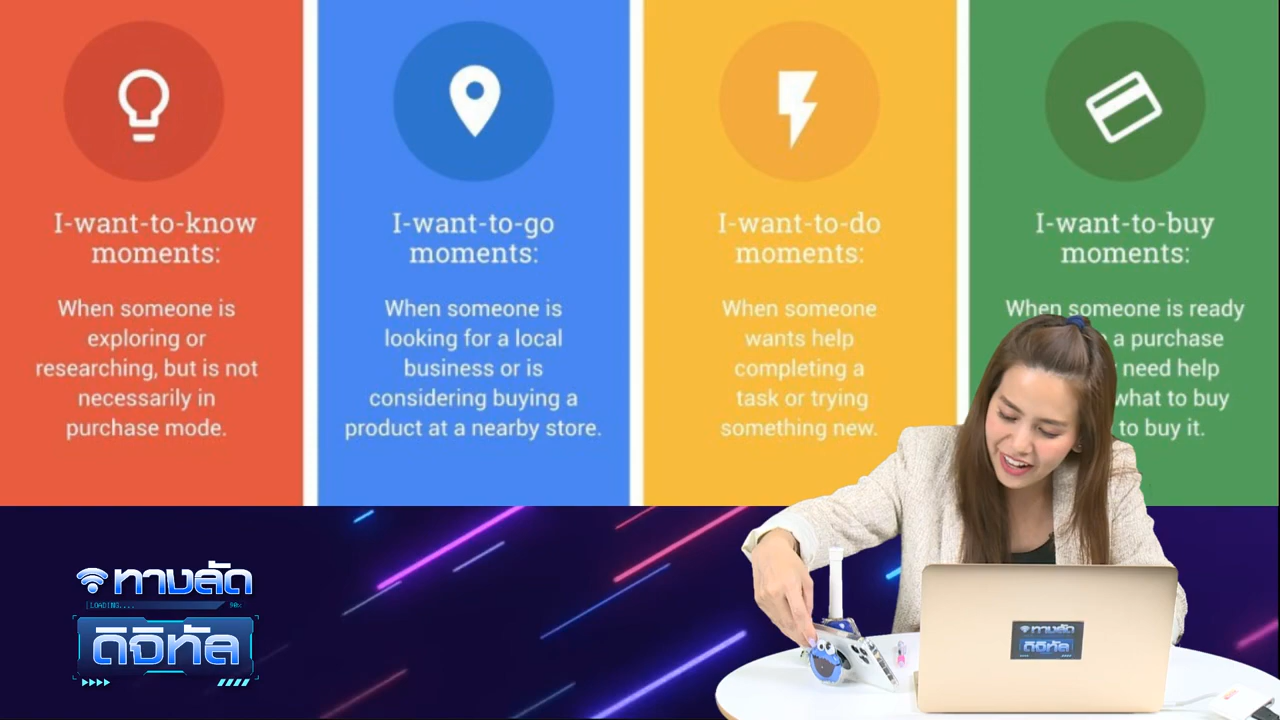 I-want-to-know
moments:
When someone is
exploring or
researching, but is not
necessarily in
purchase mode.
I-want-to-go
moments:
When someone is
looking for a local
business or is
considering buying a
product at a nearby store.
I-want-to-do
moments:
When someone
wants help
completing a
task or trying
something new.
I-want-to-buy
moments:
When someone is ready
a purchase
need help
what to buy
to buy it.
ทางลัด
LOADING....
90%
ดิจิทัล
ทางลัด
ดิจิทัล